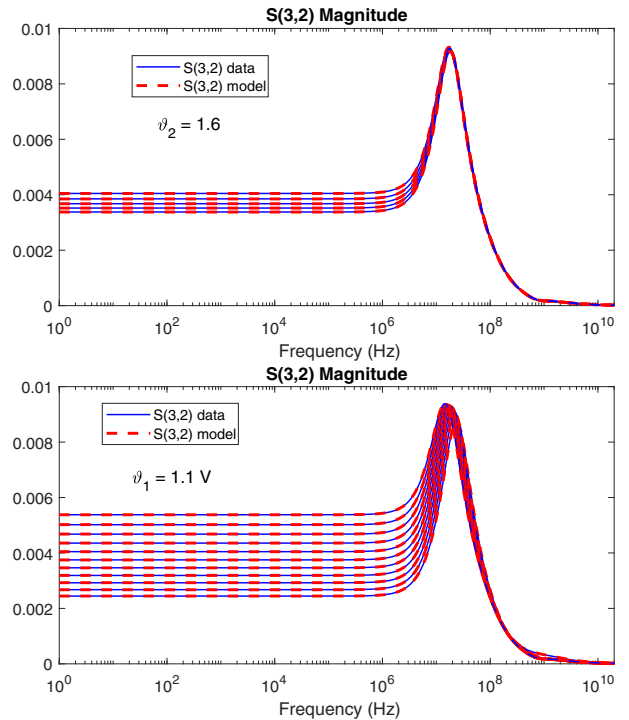 S(3,2) Magnitude
0.01
S(3,2) data
0.008
S(3,2) model
ϑ2 = 1.6
0.006
0.004
0.002
0
10^0 10^2 10^4 10^6 10^8 10^10
Frequency (Hz)
S(3,2) Magnitude
0.01
S(3,2) data
S(3,2) model
0.008
ϑ1 = 1.1 V
0.006
0.004
0.002
0
10^0 10^2 10^4 10^6 10^8 10^10
Frequency (Hz)